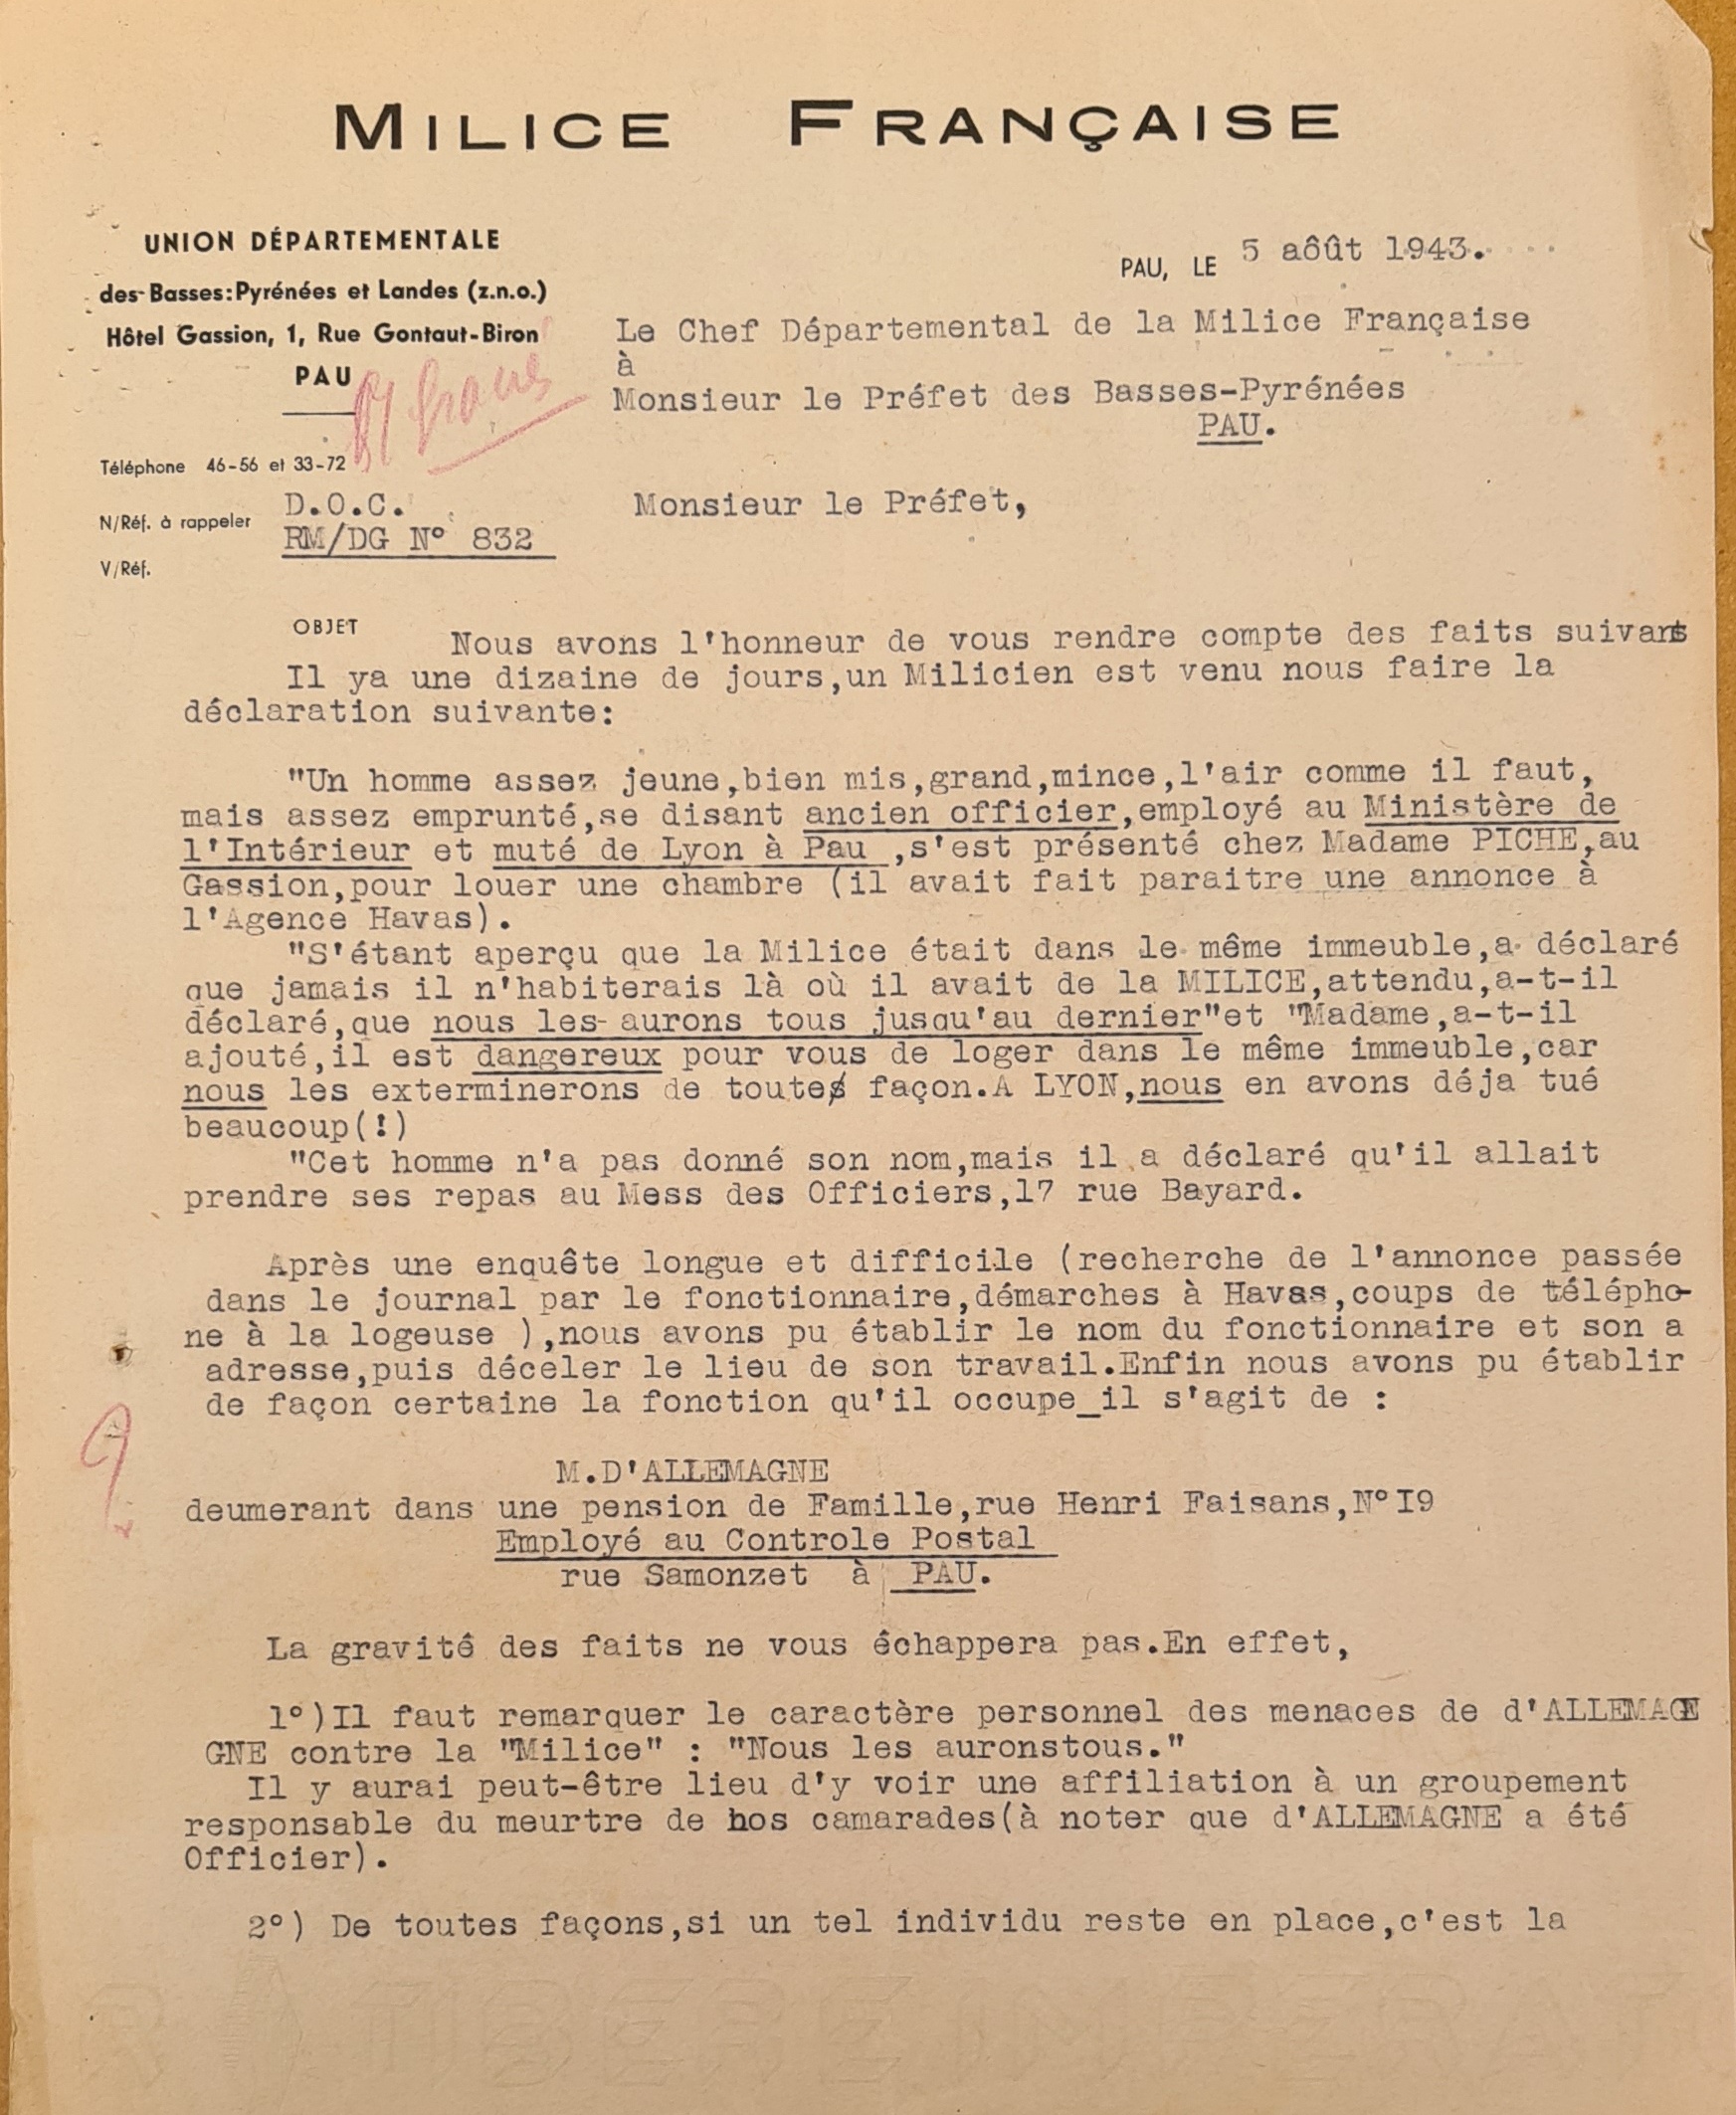 MILICE FRANÇAISE
UNION DÉPARTEMENTALE
des Basses:Pyrénées et Landes (z.n.o.)
Hôtel Gassion, 1, Rue Gontaut-Biron
PAU
Téléphone 46-56 et 33-72
N/Réf. à rappeler D.O.C.
RM/DG N° 832
V/Réf.
PAU, LE 5 aôût 1943.
Le Chef Départemental de la Milice Française
à
Monsieur le Préfet des Basses-Pyrénées
PAU.
Monsieur le Préfet,
OBJET
Nous avons l'honneur de vous rendre compte des faits suivants
Il ya une dizaine de jours,un Milicien est venu nous faire la
déclaration suivante:
"Un homme assez jeune,bien mis,grand,mince,l'air comme il faut,
mais assez emprunté,se disant ancien officier,employé au Ministère de
l'Intérieur et muté de Lyon à Pau ,s'est présenté chez Madame PICHE,au
Gassion,pour louer une chambre (il avait fait paraitre une annonce à
l'Agence Havas).
"S'étant aperçu que la Milice était dans le même immeuble,a déclaré
que jamais il n'habiterais là où il avait de la MILICE,attendu,a-t-il
déclaré,que nous les aurons tous jusqu'au dernier"et "Madame,a-t-il
ajouté,il est dangereux pour vous de loger dans le même immeuble,car
nous les exterminerons de toutes façon.A LYON,nous en avons déja tué
beaucoup(!)
"Cet homme n'a pas donné son nom,mais il a déclaré qu'il allait
prendre ses repas au Mess des Officiers,17 rue Bayard.
Après une enquête longue et difficile (recherche de l'annonce passée
dans le journal par le fonctionnaire,démarches à Havas,coups de télépho-
ne à la logeuse ),nous avons pu établir le nom du fonctionnaire et son a
adresse,puis déceler le lieu de son travail.Enfin nous avons pu établir
de façon certaine la fonction qu'il occupe_il s'agit de :
M.D'ALLEMAGNE
deumerant dans une pension de Famille,rue Henri Faisans,N°I9
Employé au Controle Postal
rue Samonzet à PAU.
La gravité des faits ne vous échappera pas.En effet,
1°)Il faut remarquer le caractère personnel des menaces de d'ALLEMAGE
GNE contre la "Milice" : "Nous les auronstous."
Il y aurai peut-être lieu d'y voir une affiliation à un groupement
responsable du meurtre de nos camarades(à noter que d'ALLEMAGNE a été
Officier).
2°) De toutes façons,si un tel individu reste en place,c'est la